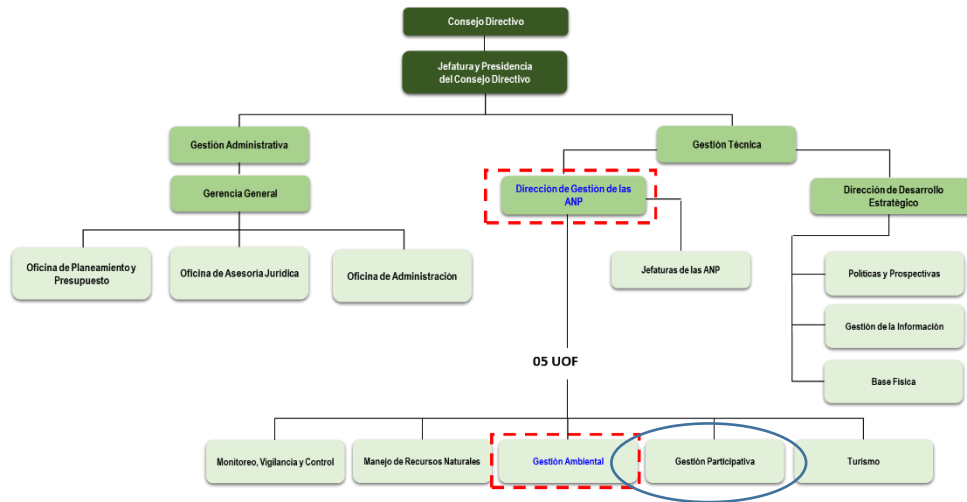 Consejo Directivo
Jefatura y Presidencia
del Consejo Directivo
Gestión Administrativa
Gestión Técnica
Gerencia General
Dirección de Gestión de las
ANP
Dirección de Desarrollo
Estratégico
Oficina de Planeamiento y
Presupuesto
Oficina de Asesoría Jurídica
Oficina de Administración
Jefaturas de las ANP
Políticas y Prospectivas
Gestión de la Información
Base Física
05 UOF
Monitoreo, Vigilancia y Control
Manejo de Recursos Naturales
Gestión Ambiental
Gestión Participativa
Turismo